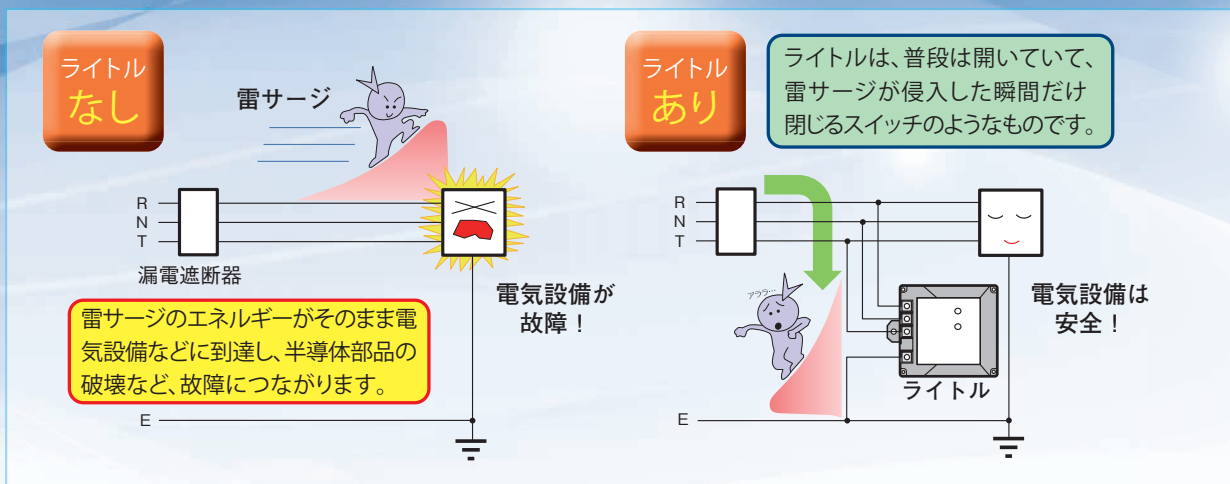 ライトル
なし
雷サージ
R
N
T
漏電遮断器
電気設備が
故障！
雷サージのエネルギーがそのまま電
気設備などに到達し、半導体部品の
破壊など、故障につながります。
E
ライトル
あり
ライトルは、普段は開いていて、
雷サージが侵入した瞬間だけ
閉じるスイッチのようなものです。
R
N
T
アララ…
電気設備は
安全！
ライトル
E